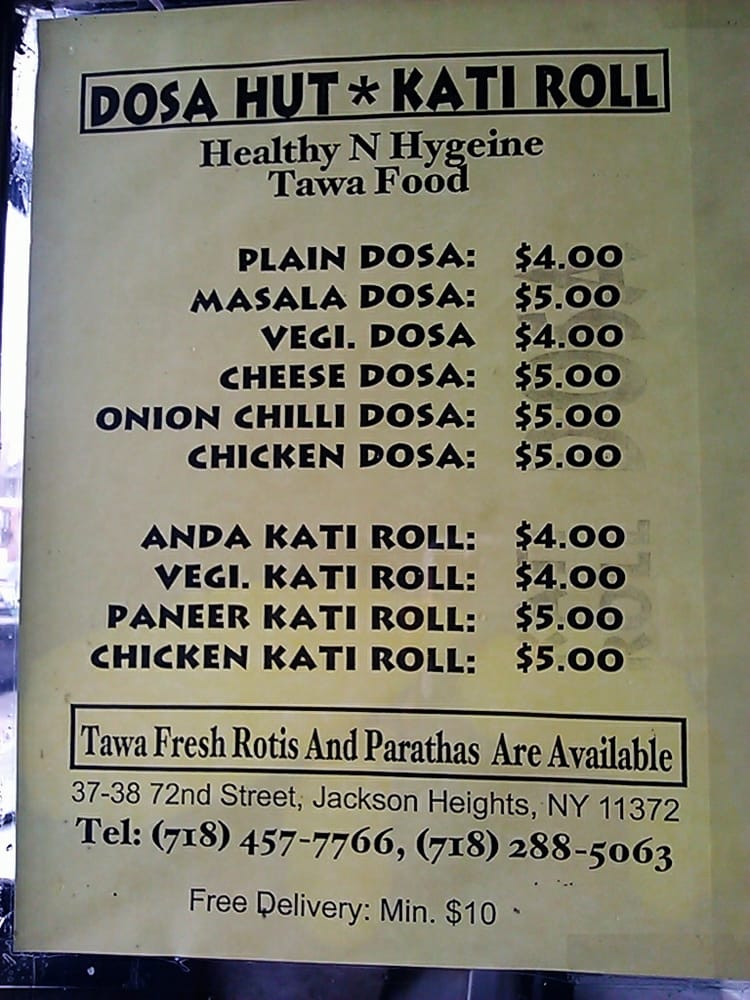 DOSA HUT * KATI ROLL
Healthy N Hygeine
Tawa Food
PLAIN DOSA: $4.00
MASALA DOSA: $5.00
VEGI. DOSA $4.00
CHEESE DOSA: $5.00
ONION CHILLI DOSA: $5.00
CHICKEN DOSA: $5.00
ANDA KATI ROLL: $4.00
VEGI. KATI ROLL: $4.00
PANEER KATI ROLL: $5.00
CHICKEN KATI ROLL: $5.00
Tawa Fresh Rotis And Parathas Are Available
37-38 72nd Street, Jackson Heights, NY 11372
Tel: (718) 457-7766, (718) 288-5063
Free Delivery: Min. $10